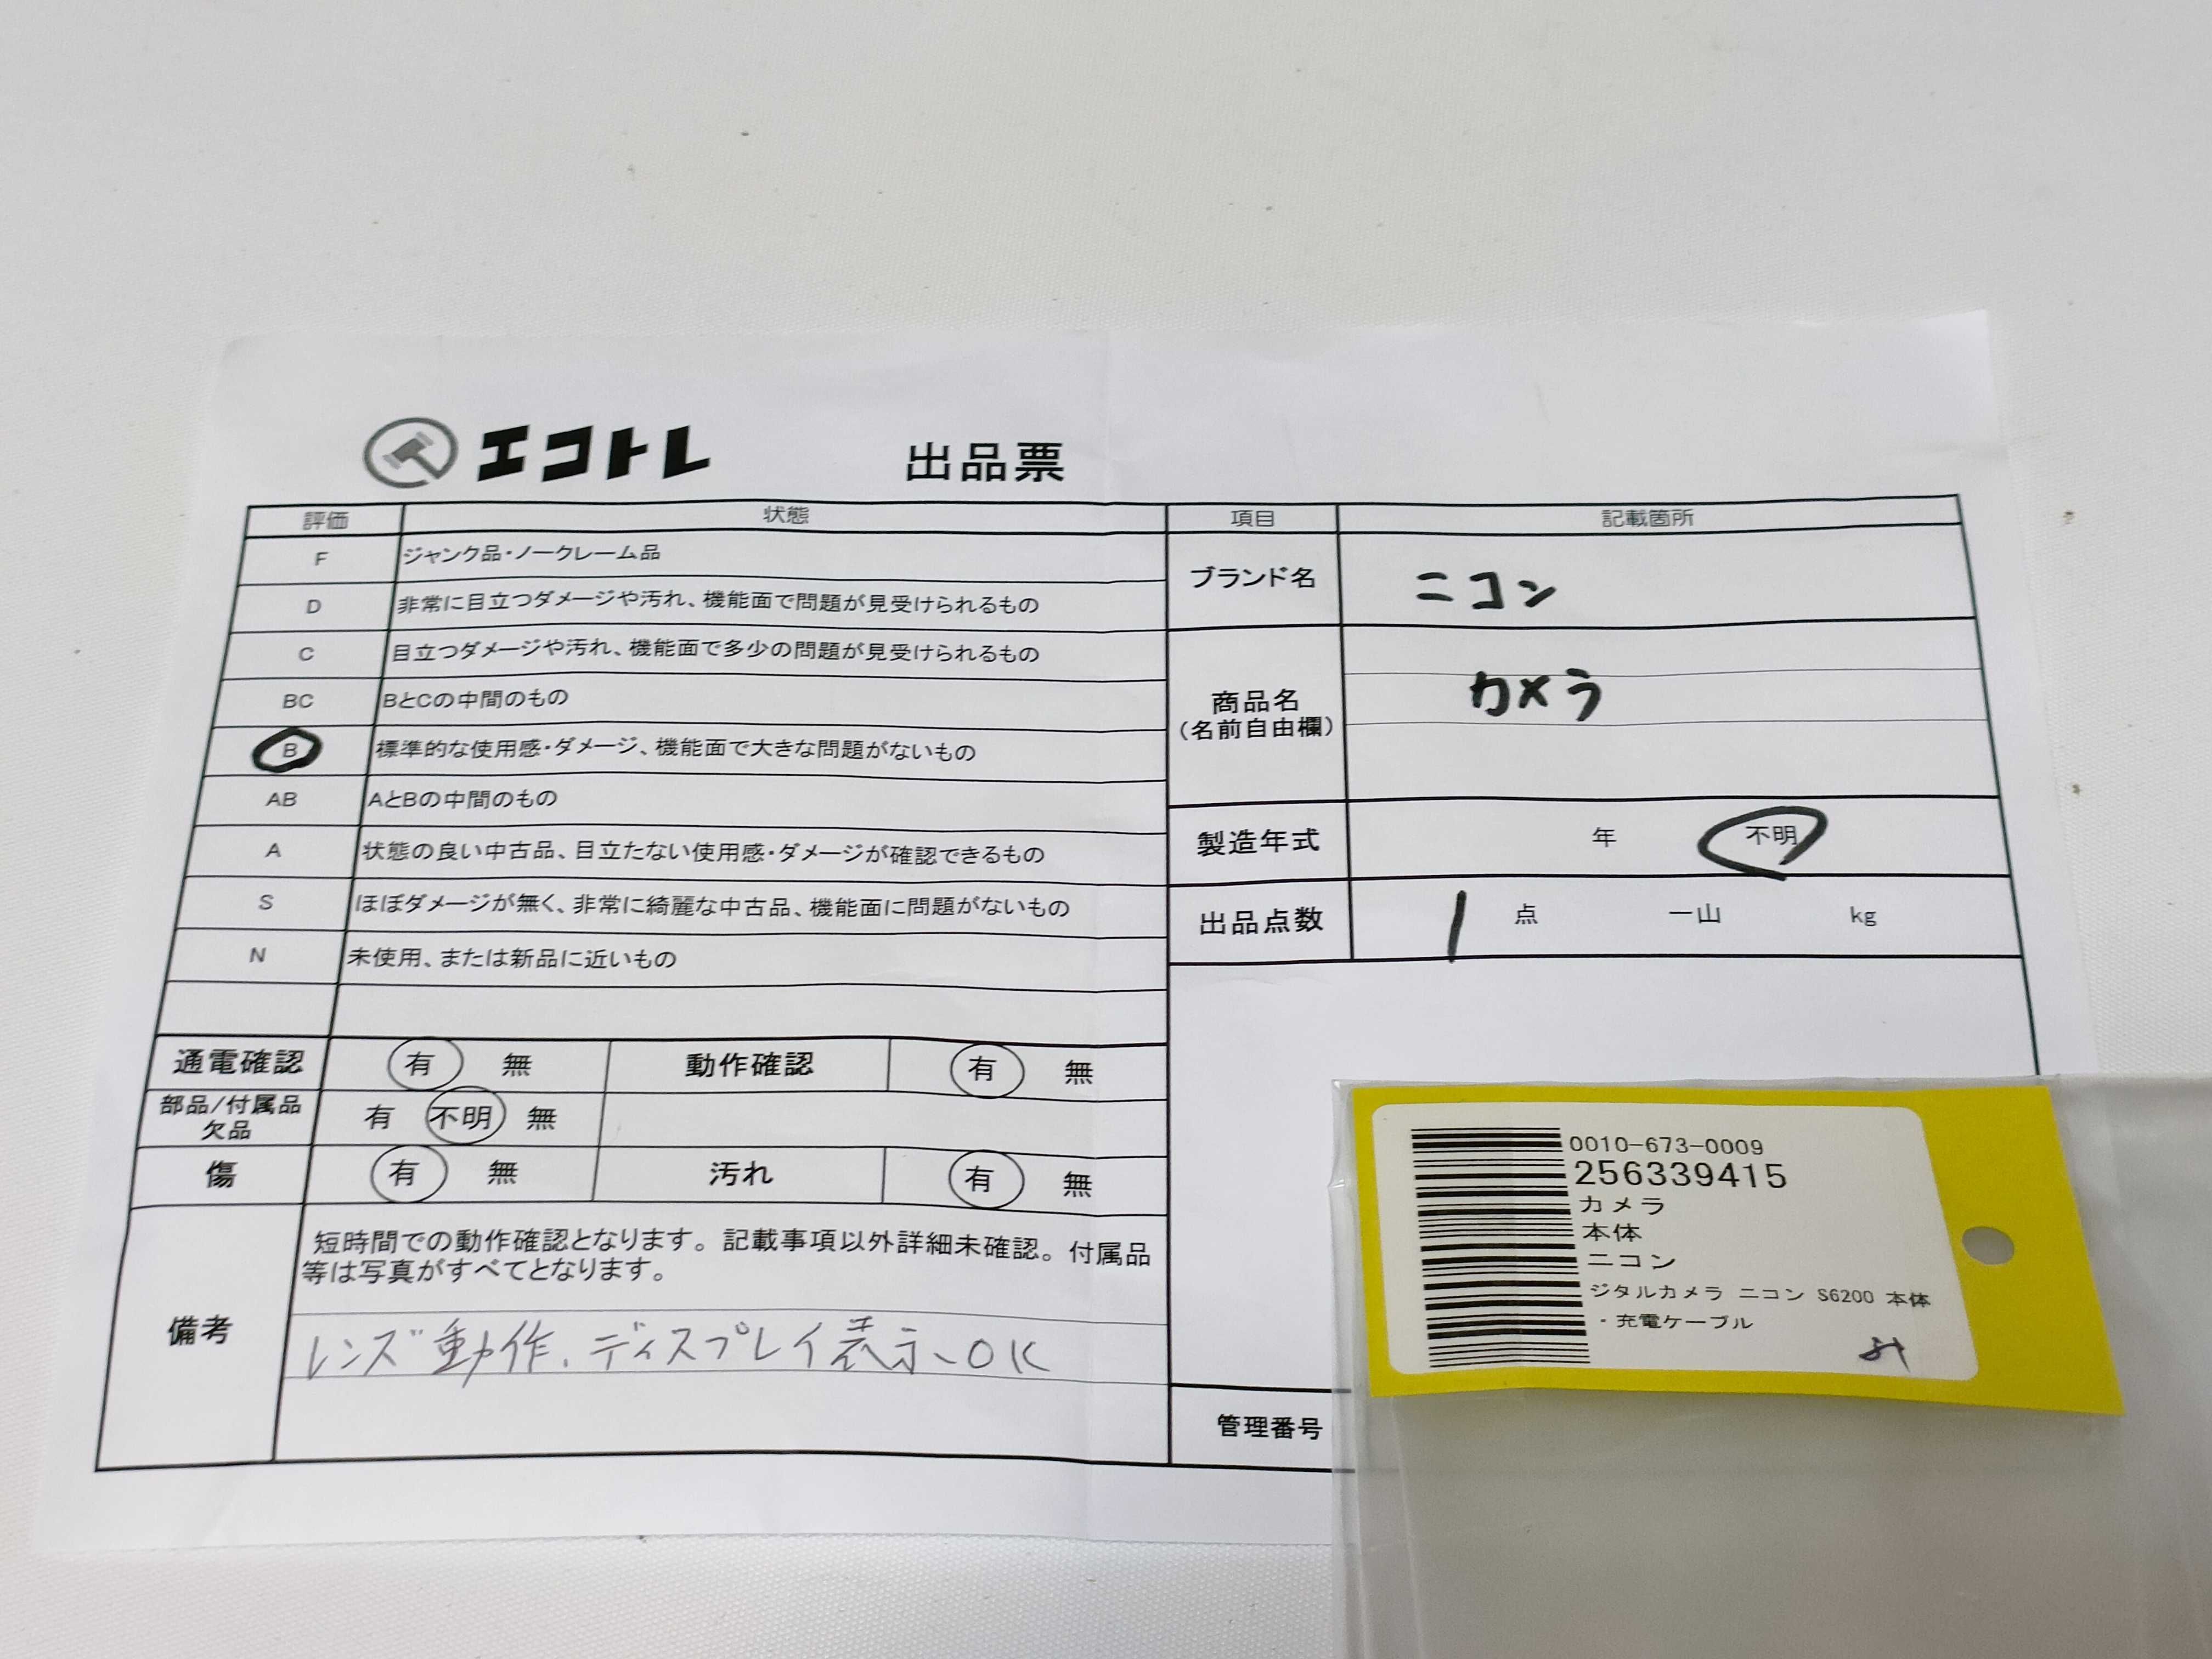 エコトレ
出品票
評価 状態
F ジャンク品・ノークレーム品
D 非常に目立つダメージや汚れ、機能面で問題が見受けられるもの
C 目立つダメージや汚れ、機能面で多少の問題が見受けられるもの
BC BとCの中間のもの
B 標準的な使用感・ダメージ、機能面で大きな問題がないもの
AB AとBの中間のもの
A 状態の良い中古品、目立たない使用感・ダメージが確認できるもの
S ほぼダメージが無く、非常に綺麗な中古品、機能面に問題がないもの
N 未使用、または新品に近いもの
通電確認 有 無 動作確認 有 無
部品/付属品
欠品
有 不明 無
傷 有 無 汚れ 有 無
備考
短時間での動作確認となります。記載事項以外詳細未確認。付属品
等は写真がすべてとなります。
レンズ動作、ディスプレイ表示、OK
項目 記載箇所
ブランド名 ニコン
商品名
(名前自由欄)
カメラ
製造年式 年 不明
出品点数 1 点 一山 kg
管理番号
0010-673-0009
256339415
カメラ
本体
ニコン
ジタルカメラ ニコン S6200 本体
・充電ケーブル